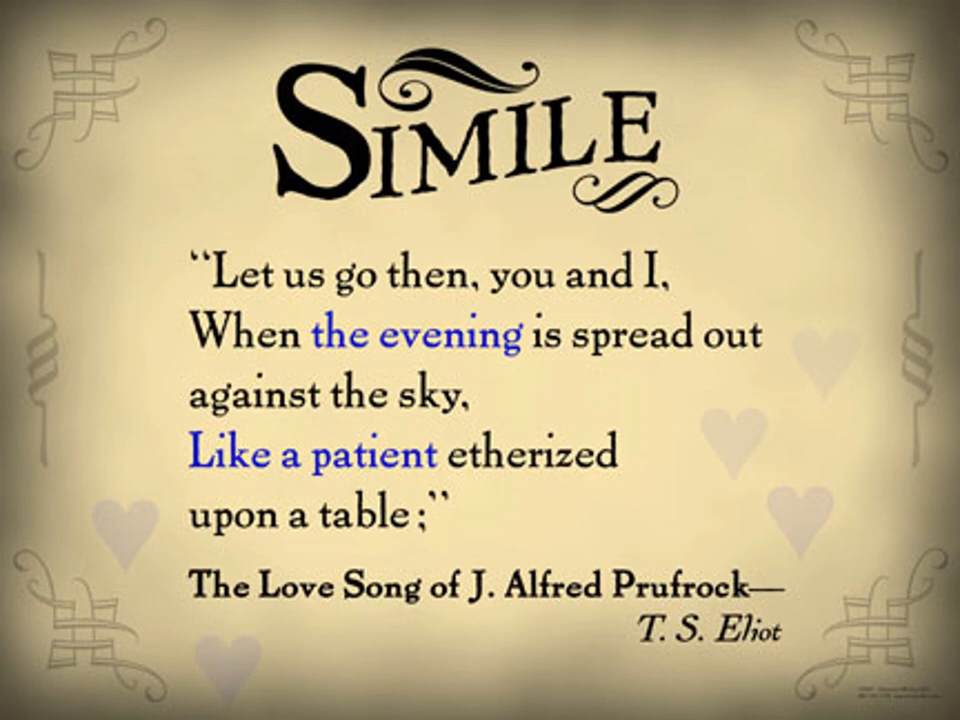 SIMILE
“Let us go then, you and I,
When the evening is spread out
against the sky,
Like a patient etherized
upon a table;”
The Love Song of J. Alfred Prufrock—
T. S. Eliot